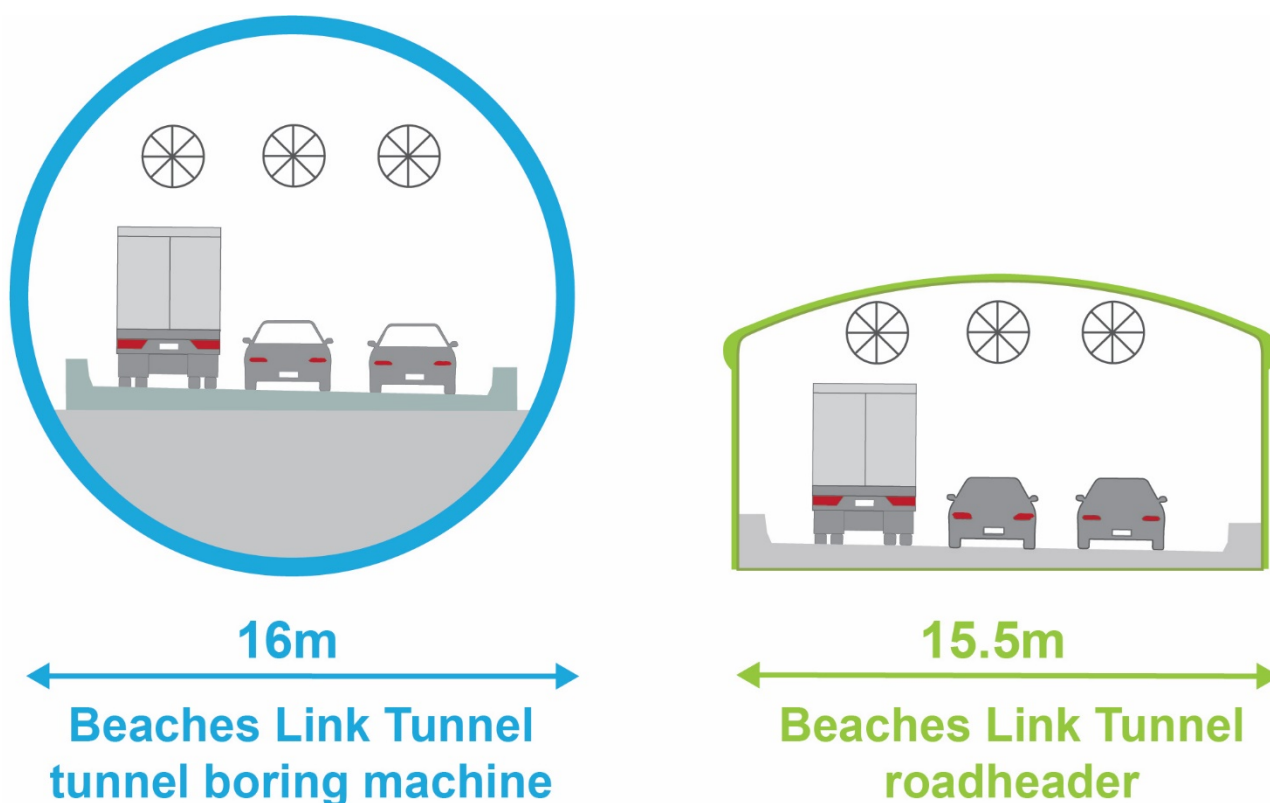 16m
Beaches Link Tunnel
tunnel boring machine
15.5m
Beaches Link Tunnel
roadheader